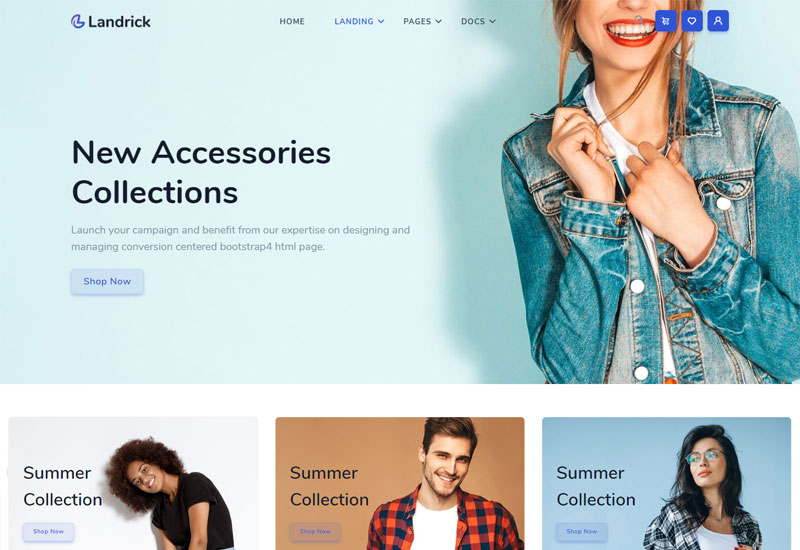 Landrick
HOME LANDING PAGES DOCS
New Accessories
Collections
Launch your campaign and benefit from our expertise on designing and
managing conversion centered bootstrap4 html page.
Shop Now
Summer
Collection
Shop Now
Summer
Collection
Shop Now
Summer
Collection
Shop Now